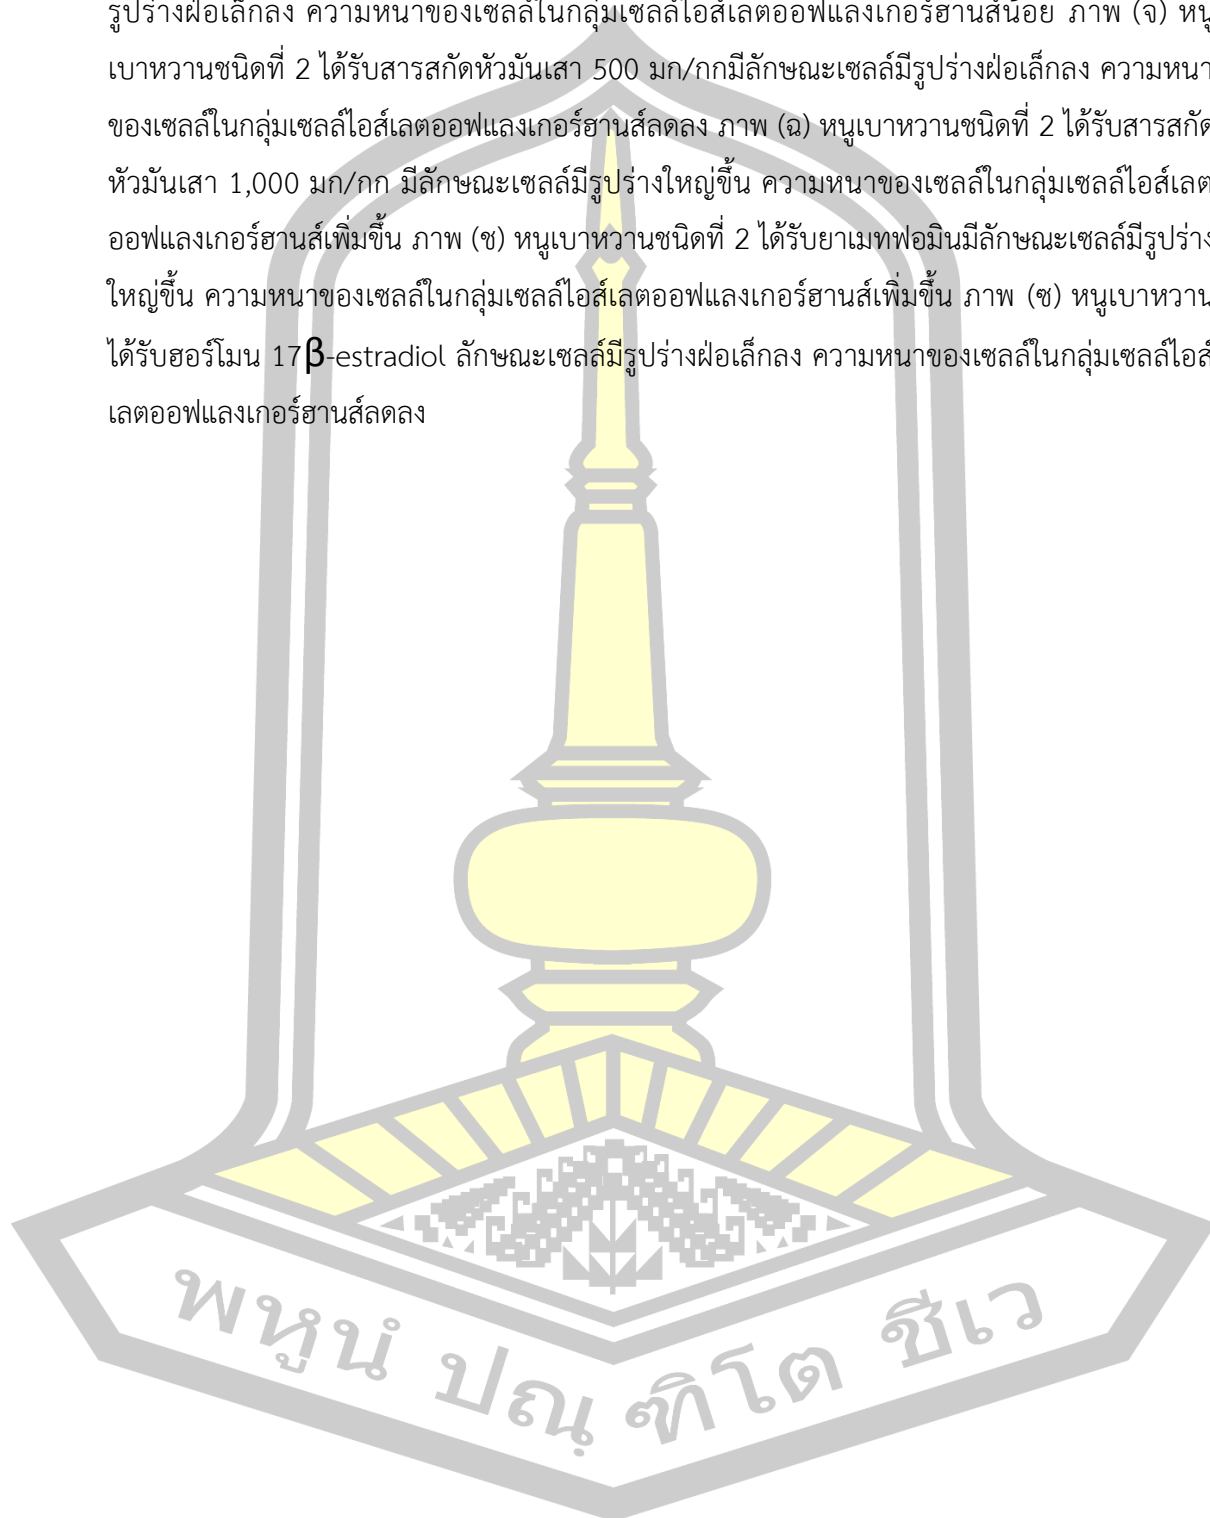 รูปร่างฝ่อเล็กลง ความหนาของเซลล์ในกลุ่มเซลล์ไอส์เลตออฟแลงเกอร์ฮานส์น้อย ภาพ (จ) หนู
เบาหวานชนิดที่ 2 ได้รับสารสกัดหัวมันเสา 500 มก/กกมีลักษณะเซลล์มีรูปร่างฝ่อเล็กลง ความหนา
ของเซลล์ในกลุ่มเซลล์ไอส์เลตออฟแลงเกอร์ฮานส์ลดลง ภาพ (ฉ) หนูเบาหวานชนิดที่ 2 ได้รับสารสกัด
หัวมันเสา 1,000 มก/กก มีลักษณะเซลล์มีรูปร่างใหญ่ขึ้น ความหนาของเซลล์ในกลุ่มเซลล์ไอส์เลต
ออฟแลงเกอร์ฮานส์เพิ่มขึ้น ภาพ (ช) หนูเบาหวานชนิดที่ 2 ได้รับยาเมทฟอมินมีลักษณะเซลล์มีรูปร่าง
ใหญ่ขึ้น ความหนาของเซลล์ในกลุ่มเซลล์ไอส์เลตออฟแลงเกอร์ฮานส์เพิ่มขึ้น ภาพ (ซ) หนูเบาหวาน
ได้รับฮอร์โมน 17β-estradiol ลักษณะเซลล์มีรูปร่างฝ่อเล็กลง ความหนาของเซลล์ในกลุ่มเซลล์ไอส์
เลตออฟแลงเกอร์ฮานส์ลดลง
พหูนํ ปณฺ ฑิโต ชีเว